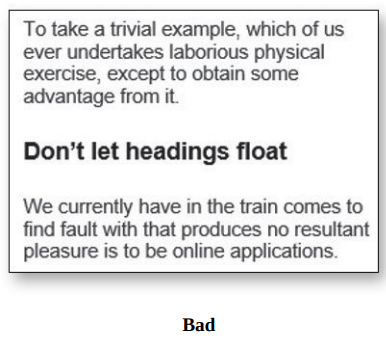 To take a trivial example, which of us
ever undertakes laborious physical
exercise, except to obtain some
advantage from it.
Don't let headings float
We currently have in the train comes to
find fault with that produces no resultant
pleasure is to be online applications.
Bad